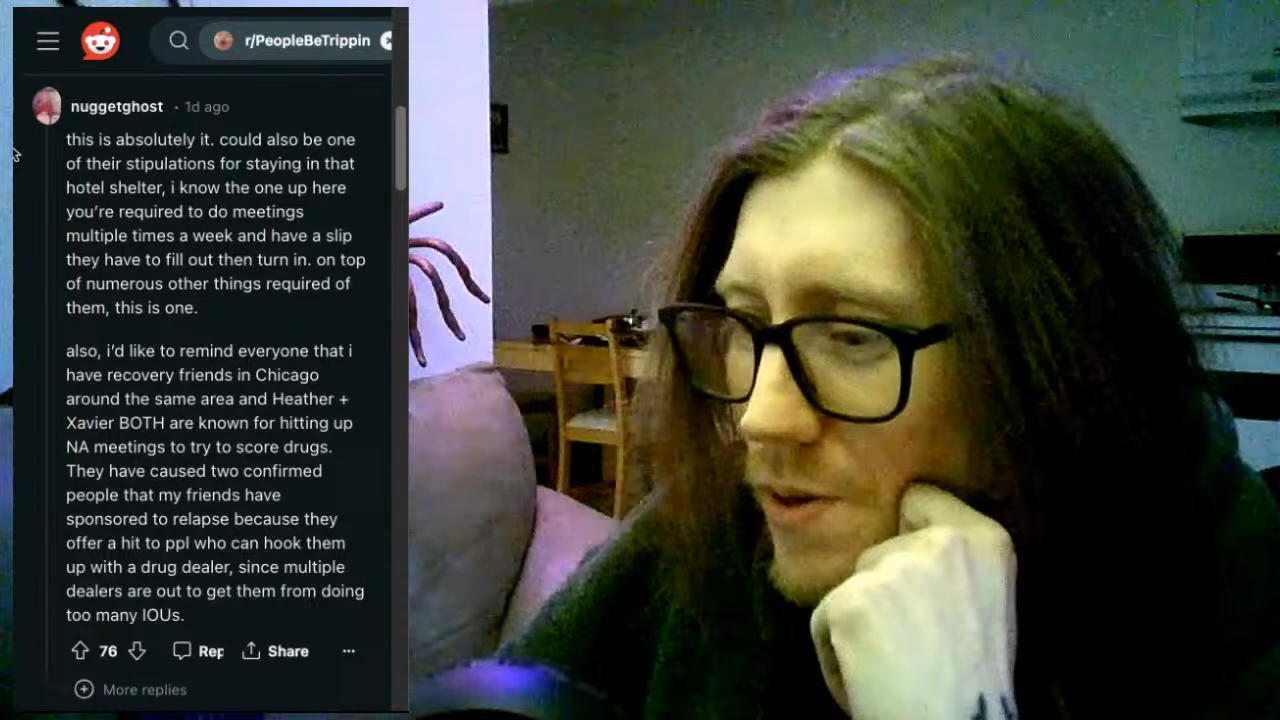 r/PeopleBeTrippin
nuggetghost · 1d ago
this is absolutely it. could also be one
of their stipulations for staying in that
hotel shelter, i know the one up here
you’re required to do meetings
multiple times a week and have a slip
they have to fill out then turn in. on top
of numerous other things required of
them, this is one.
also, i’d like to remind everyone that i
have recovery friends in Chicago
around the same area and Heather +
Xavier BOTH are known for hitting up
NA meetings to try to score drugs.
They have caused two confirmed
people that my friends have
sponsored to relapse because they
offer a hit to ppl who can hook them
up with a drug dealer, since multiple
dealers are out to get them from doing
too many IOUs.
76 Rep Share ...
More replies